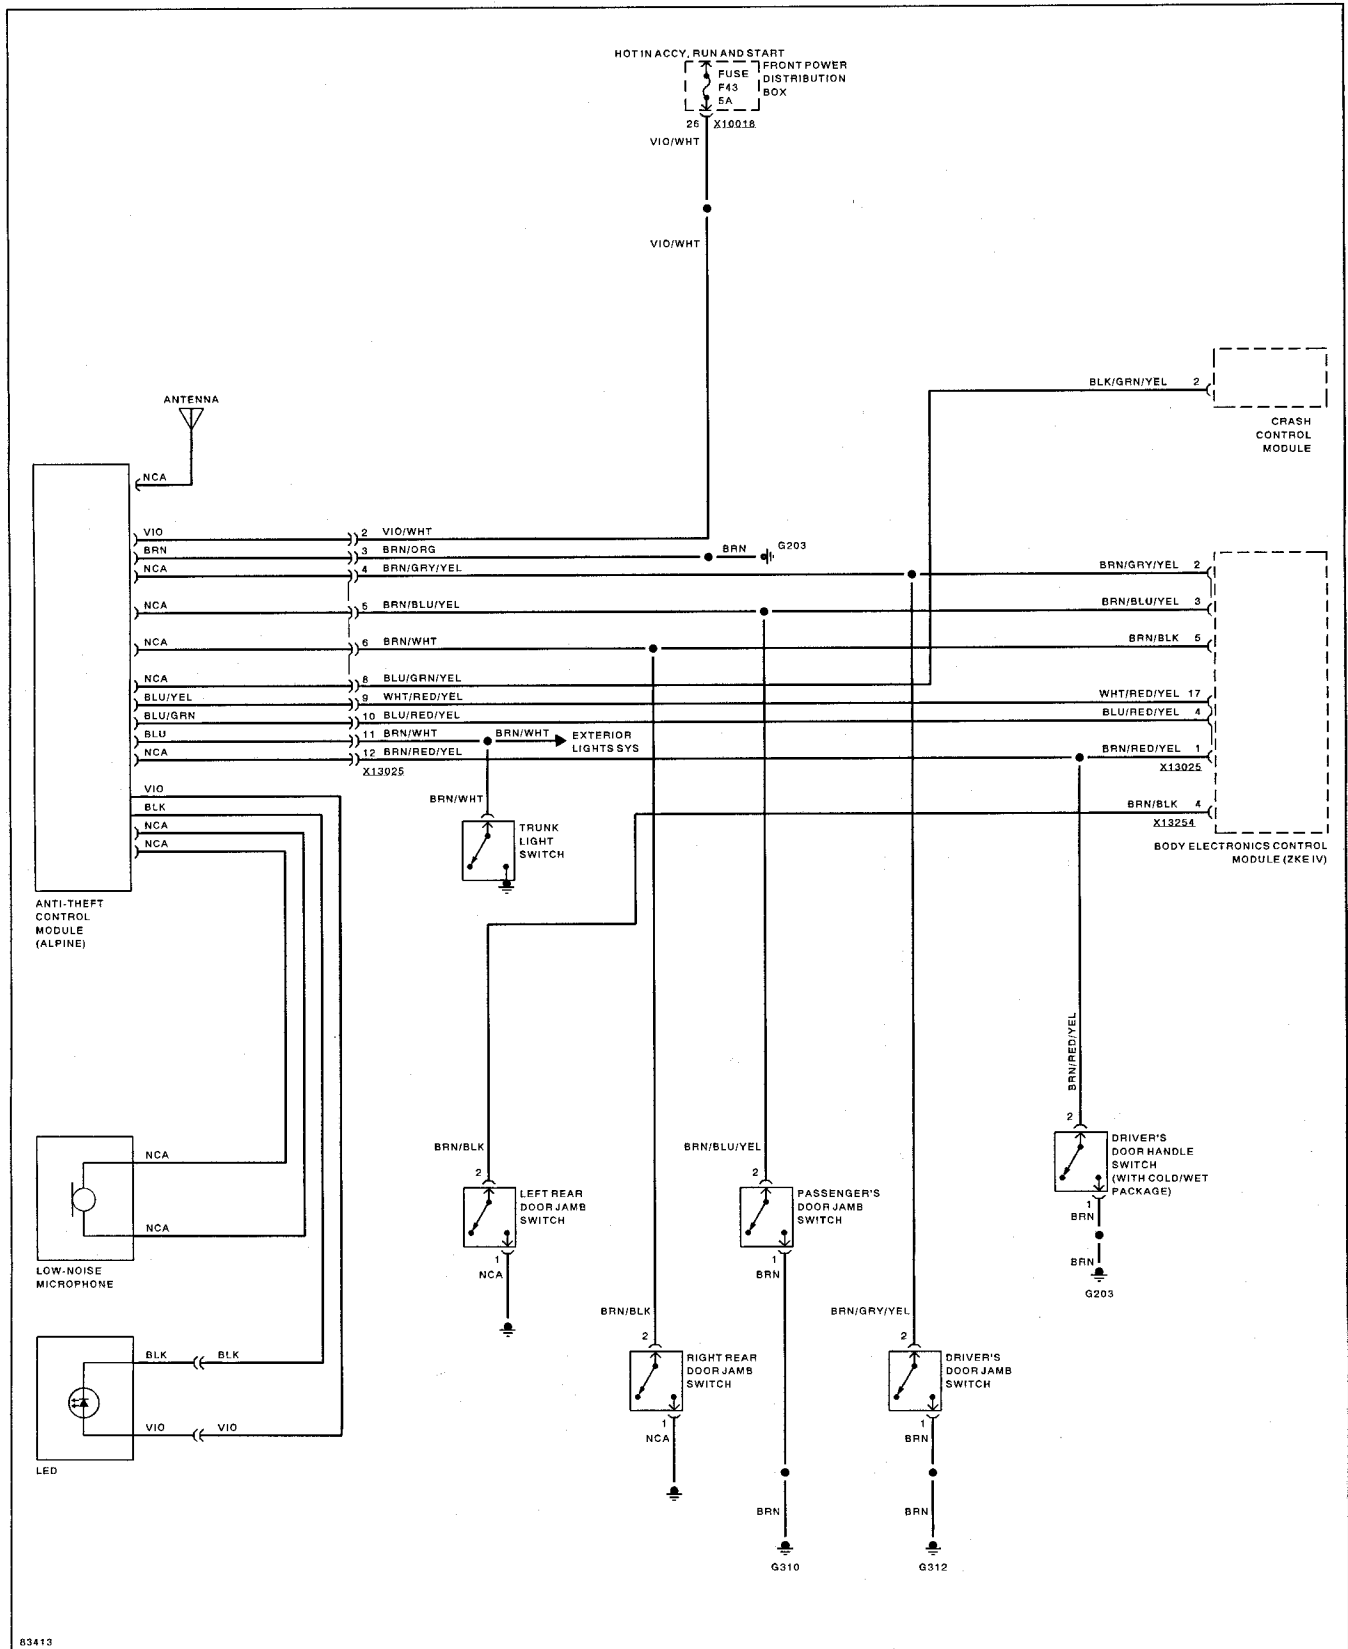 HOT IN ACCY, RUN AND START
FUSE
F43
5A
FRONT POWER
DISTRIBUTION
BOX
26 X10018
VIO/WHT
VIO/WHT
BLK/GRN/YEL 2
CRASH
CONTROL
MODULE
ANTENNA
NCA
VIO 2 VIO/WHT
BRN 3 BRN/ORG BRN G203
NCA 4 BRN/GRY/YEL BRN/GRY/YEL 2
NCA 5 BRN/BLU/YEL BRN/BLU/YEL 3
NCA 6 BRN/WHT BRN/BLK 5
NCA 8 BLU/GRN/YEL
BLU/YEL 9 WHT/RED/YEL WHT/RED/YEL 17
BLU/GRN 10 BLU/RED/YEL BLU/RED/YEL 4
BLU 11 BRN/WHT BRN/WHT EXTERIOR
LIGHTS SYS
NCA 12 BRN/RED/YEL BRN/RED/YEL 1
X13025 X13025
VIO
BLK
NCA
NCA
BRN/WHT
TRUNK
LIGHT
SWITCH
BRN/BLK 4
X13254
BODY ELECTRONICS CONTROL
MODULE (ZKE IV)
ANTI-THEFT
CONTROL
MODULE
(ALPINE)
BRN/RED/YEL
2
DRIVER'S
DOOR HANDLE
SWITCH
(WITH COLD/WET
PACKAGE)
1
BRN
BRN
G203
NCA
NCA
LOW-NOISE
MICROPHONE
BRN/BLK
2
LEFT REAR
DOOR JAMB
SWITCH
1
NCA
BRN/BLU/YEL
2
PASSENGER'S
DOOR JAMB
SWITCH
1
BRN
BRN
G310
BRN/BLK
2
RIGHT REAR
DOOR JAMB
SWITCH
1
NCA
BRN/GRY/YEL
2
DRIVER'S
DOOR JAMB
SWITCH
1
BRN
BRN
G312
BLK BLK
VIO VIO
LED
83413